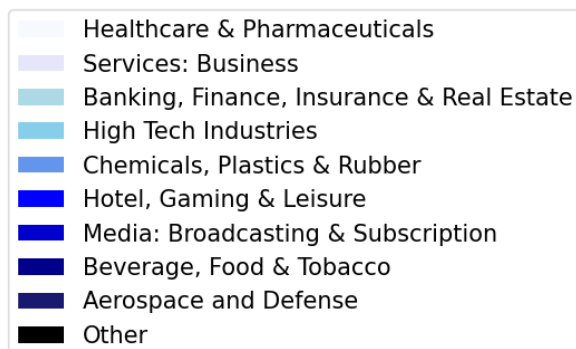 Healthcare & Pharmaceuticals
Services: Business
Banking, Finance, Insurance & Real Estate
High Tech Industries
Chemicals, Plastics & Rubber
Hotel, Gaming & Leisure
Media: Broadcasting & Subscription
Beverage, Food & Tobacco
Aerospace and Defense
Other